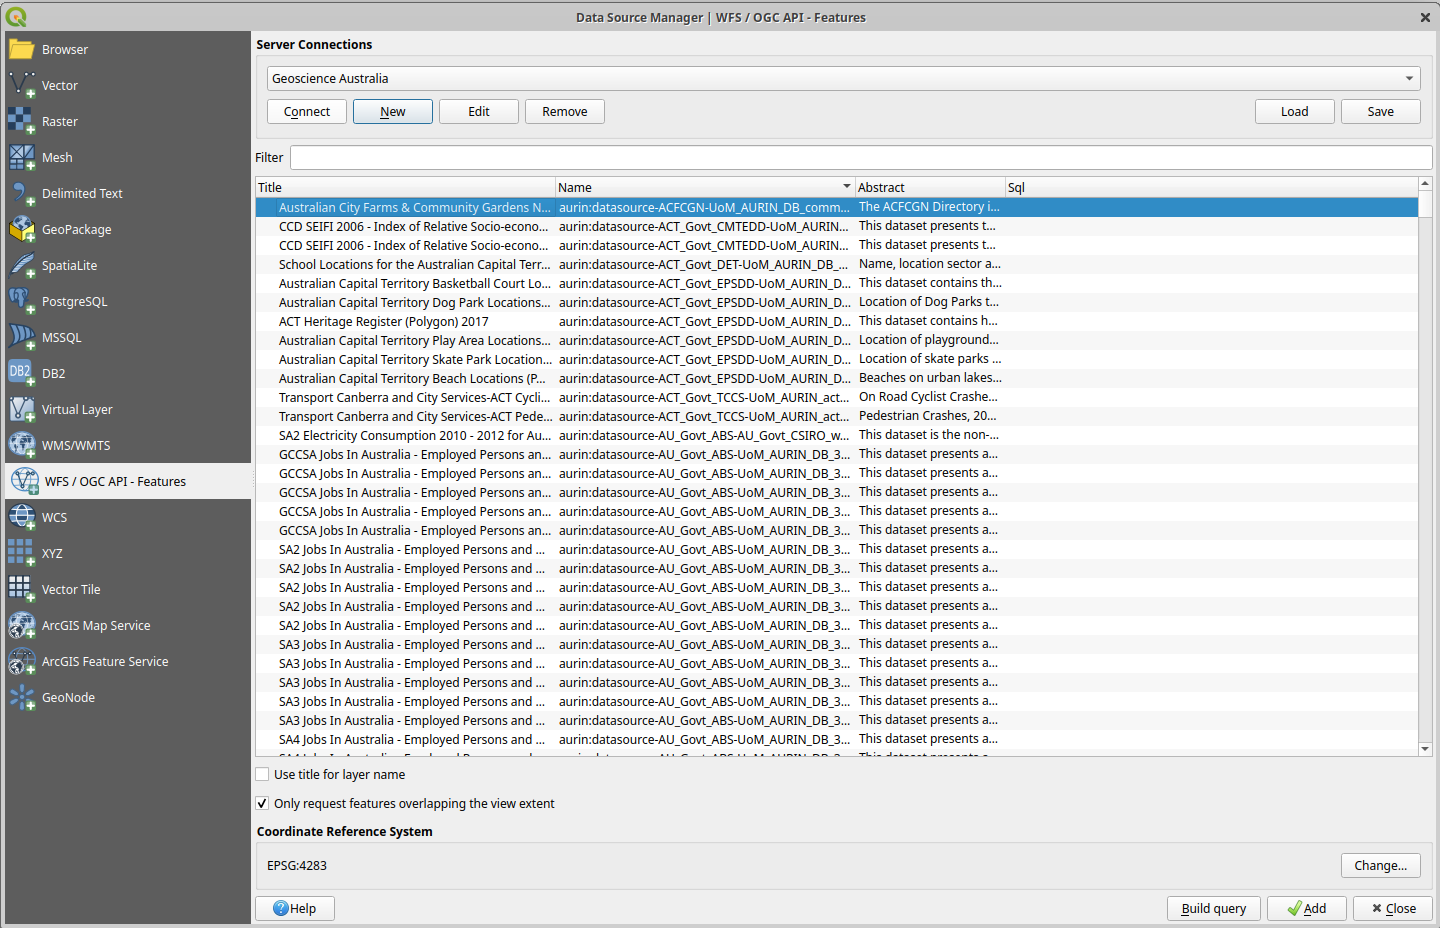 Data Source Manager | WFS / OGC API - Features
Browser
Vector
Raster
Mesh
Delimited Text
GeoPackage
SpatiaLite
PostgreSQL
MSSQL
DB2
DB2
Virtual Layer
WMS/WMTS
WFS / OGC API - Features
WCS
XYZ
Vector Tile
ArcGIS Map Service
ArcGIS Feature Service
GeoNode
Server Connections
Geoscience Australia
Connect New Edit Remove Load Save
Filter
Title Name Abstract Sql
Australian City Farms & Community Gardens N... aurin:datasource-ACFCGN-UoM_AURIN_DB_comm... The ACFCGN Directory i...
CCD SEIFI 2006 - Index of Relative Socio-econo... aurin:datasource-ACT_Govt_CMTEDD-UoM_AURIN... This dataset presents t...
CCD SEIFI 2006 - Index of Relative Socio-econo... aurin:datasource-ACT_Govt_CMTEDD-UoM_AURIN... This dataset presents t...
School Locations for the Australian Capital Terr... aurin:datasource-ACT_Govt_DET-UoM_AURIN_DB_... Name, location sector a...
Australian Capital Territory Basketball Court Lo... aurin:datasource-ACT_Govt_EPSDD-UoM_AURIN_D... This dataset contains th...
Australian Capital Territory Dog Park Locations... aurin:datasource-ACT_Govt_EPSDD-UoM_AURIN_D... Location of Dog Parks t...
ACT Heritage Register (Polygon) 2017 aurin:datasource-ACT_Govt_EPSDD-UoM_AURIN_D... This dataset contains h...
Australian Capital Territory Play Area Locations... aurin:datasource-ACT_Govt_EPSDD-UoM_AURIN_D... Location of playground...
Australian Capital Territory Skate Park Location... aurin:datasource-ACT_Govt_EPSDD-UoM_AURIN_D... Location of skate parks ...
Australian Capital Territory Beach Locations (P... aurin:datasource-ACT_Govt_EPSDD-UoM_AURIN_D... Beaches on urban lakes...
Transport Canberra and City Services-ACT Cycli... aurin:datasource-ACT_Govt_TCCS-UoM_AURIN_act... On Road Cyclist Crashe...
Transport Canberra and City Services-ACT Pede... aurin:datasource-ACT_Govt_TCCS-UoM_AURIN_act... Pedestrian Crashes, 20...
SA2 Electricity Consumption 2010 - 2012 for Au... aurin:datasource-AU_Govt_ABS-AU_Govt_CSIRO_w... This dataset is the non-...
GCCSA Jobs In Australia - Employed Persons an... aurin:datasource-AU_Govt_ABS-UoM_AURIN_DB_3... This dataset presents a...
GCCSA Jobs In Australia - Employed Persons an... aurin:datasource-AU_Govt_ABS-UoM_AURIN_DB_3... This dataset presents a...
GCCSA Jobs In Australia - Employed Persons an... aurin:datasource-AU_Govt_ABS-UoM_AURIN_DB_3... This dataset presents a...
GCCSA Jobs In Australia - Employed Persons an... aurin:datasource-AU_Govt_ABS-UoM_AURIN_DB_3... This dataset presents a...
GCCSA Jobs In Australia - Employed Persons an... aurin:datasource-AU_Govt_ABS-UoM_AURIN_DB_3... This dataset presents a...
SA2 Jobs In Australia - Employed Persons and ... aurin:datasource-AU_Govt_ABS-UoM_AURIN_DB_3... This dataset presents a...
SA2 Jobs In Australia - Employed Persons and ... aurin:datasource-AU_Govt_ABS-UoM_AURIN_DB_3... This dataset presents a...
SA2 Jobs In Australia - Employed Persons and ... aurin:datasource-AU_Govt_ABS-UoM_AURIN_DB_3... This dataset presents a...
SA2 Jobs In Australia - Employed Persons and ... aurin:datasource-AU_Govt_ABS-UoM_AURIN_DB_3... This dataset presents a...
SA2 Jobs In Australia - Employed Persons and ... aurin:datasource-AU_Govt_ABS-UoM_AURIN_DB_3... This dataset presents a...
SA3 Jobs In Australia - Employed Persons and ... aurin:datasource-AU_Govt_ABS-UoM_AURIN_DB_3... This dataset presents a...
SA3 Jobs In Australia - Employed Persons and ... aurin:datasource-AU_Govt_ABS-UoM_AURIN_DB_3... This dataset presents a...
SA3 Jobs In Australia - Employed Persons and ... aurin:datasource-AU_Govt_ABS-UoM_AURIN_DB_3... This dataset presents a...
SA3 Jobs In Australia - Employed Persons and ... aurin:datasource-AU_Govt_ABS-UoM_AURIN_DB_3... This dataset presents a...
SA3 Jobs In Australia - Employed Persons and ... aurin:datasource-AU_Govt_ABS-UoM_AURIN_DB_3... This dataset presents a...
SA4 Jobs In Australia - Employed Persons and ... aurin:datasource-AU_Govt_ABS-UoM_AURIN_DB_3... This dataset presents a...
Use title for layer name
Only request features overlapping the view extent
Coordinate Reference System
EPSG:4283 Change...
Help Build query Add Close